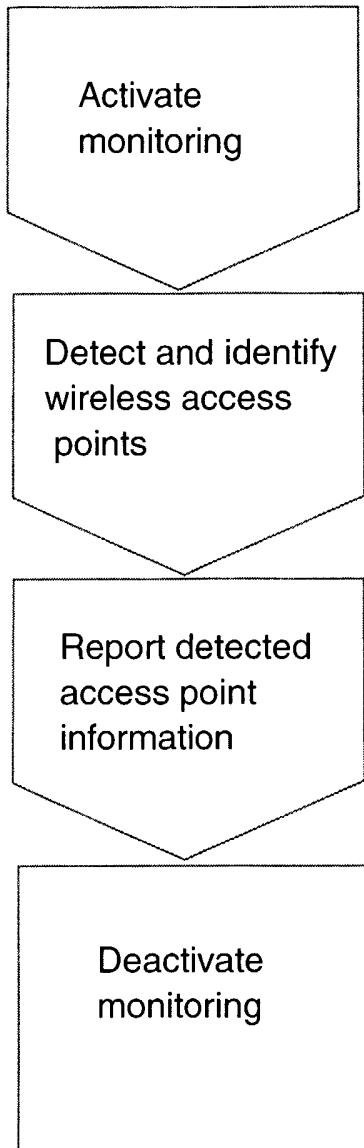 Activate
monitoring
Detect and identify
wireless access
points
Report detected
access point
information
Deactivate
monitoring